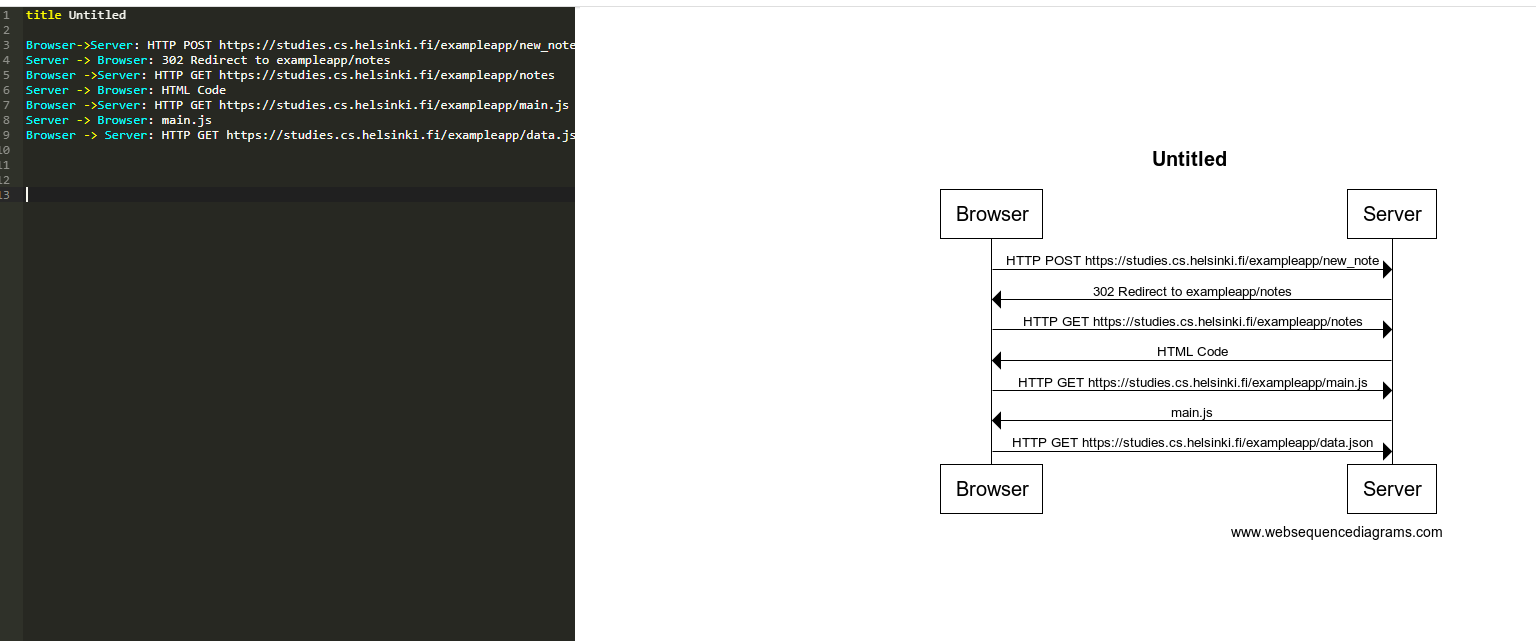 1 title Untitled
2
3 Browser->Server: HTTP POST https://studies.cs.helsinki.fi/exampleapp/new_note
4 Server -> Browser: 302 Redirect to exampleapp/notes
5 Browser ->Server: HTTP GET https://studies.cs.helsinki.fi/exampleapp/notes
6 Server -> Browser: HTML Code
7 Browser ->Server: HTTP GET https://studies.cs.helsinki.fi/exampleapp/main.js
8 Server -> Browser: main.js
9 Browser -> Server: HTTP GET https://studies.cs.helsinki.fi/exampleapp/data.js
10
11
12
13
Untitled
Browser Server
HTTP POST https://studies.cs.helsinki.fi/exampleapp/new_note
302 Redirect to exampleapp/notes
HTTP GET https://studies.cs.helsinki.fi/exampleapp/notes
HTML Code
HTTP GET https://studies.cs.helsinki.fi/exampleapp/main.js
main.js
HTTP GET https://studies.cs.helsinki.fi/exampleapp/data.json
Browser Server
www.websequencediagrams.com